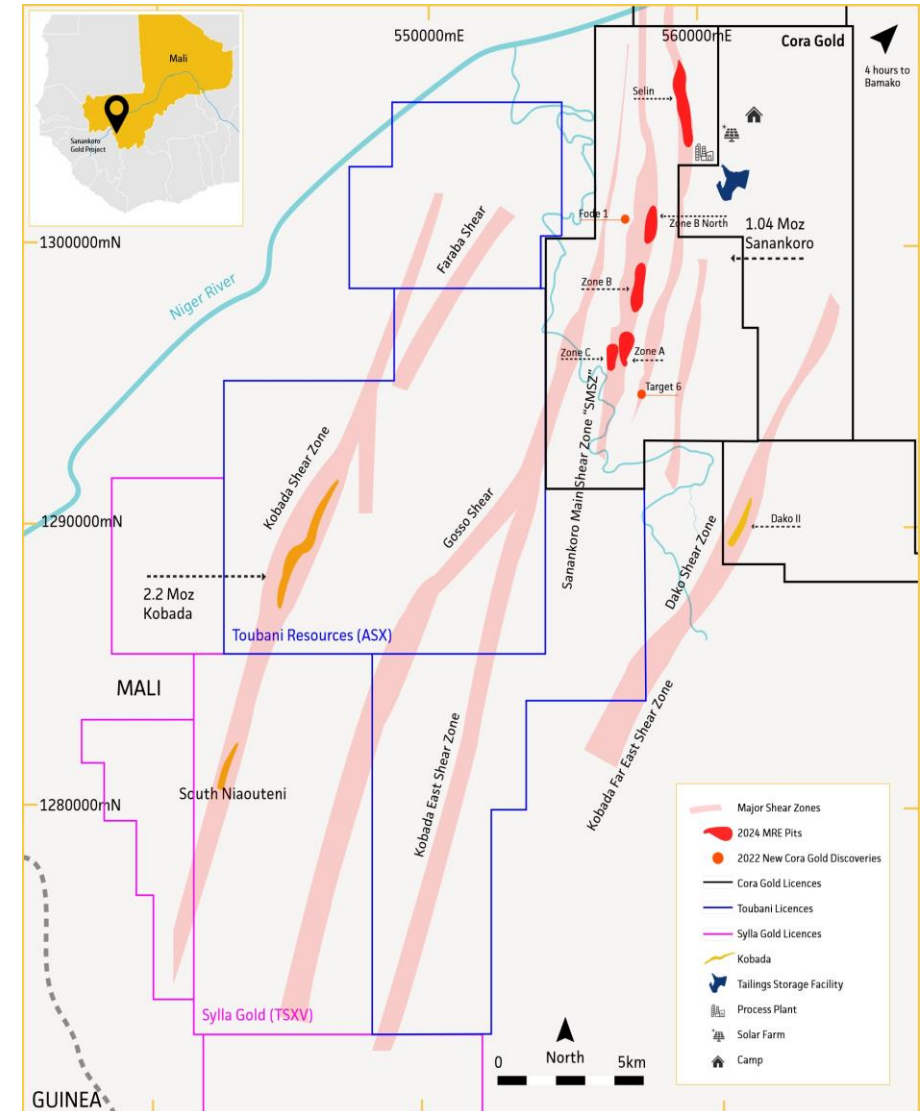 Mali
Sanankoro
Gold Project
550000mE
560000mE
Cora Gold
4 hours to
Bamako
Selin
Fode 1
Zone B North
1.04 Moz
Sanankoro
1300000mN
Faraba Shear
Niger River
Zone B
Zone C
Zone A
Target 6
Sanankoro Main Shear Zone "SMSZ"
Kobada Shear Zone
Gosso Shear
1290000mN
Dako II
Dako Shear Zone
2.2 Moz
Kobada
Toubani Resources (ASX)
MALI
South Niaouteni
Kobada East Shear Zone
Kobada Far East Shear Zone
1280000mN
Major Shear Zones
2024 MRE Pits
2022 New Cora Gold Discoveries
Cora Gold Licences
Toubani Licences
Sylla Gold Licences
Kobada
Tailings Storage Facility
Process Plant
Solar Farm
Camp
Sylla Gold (TSXV)
North
0
5km
GUINEA